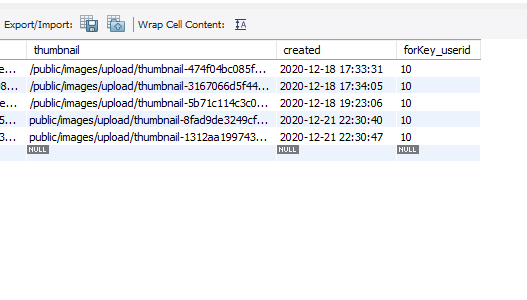 Export/Import: Wrap Cell Content:
thumbnail created forKey_userid
e... /public/images/upload/thumbnail-474f04bc085f... 2020-12-18 17:33:31 10
08... /public/images/upload/thumbnail-3167066d5f44... 2020-12-18 17:34:05 10
e... /public/images/upload/thumbnail-5b71c114c3c0... 2020-12-18 19:23:06 10
5... public/images/upload/thumbnail-8fad9de3249cf... 2020-12-21 22:30:40 10
3... public/images/upload/thumbnail-1312aa199743... 2020-12-21 22:30:47 10
NULL NULL NULL